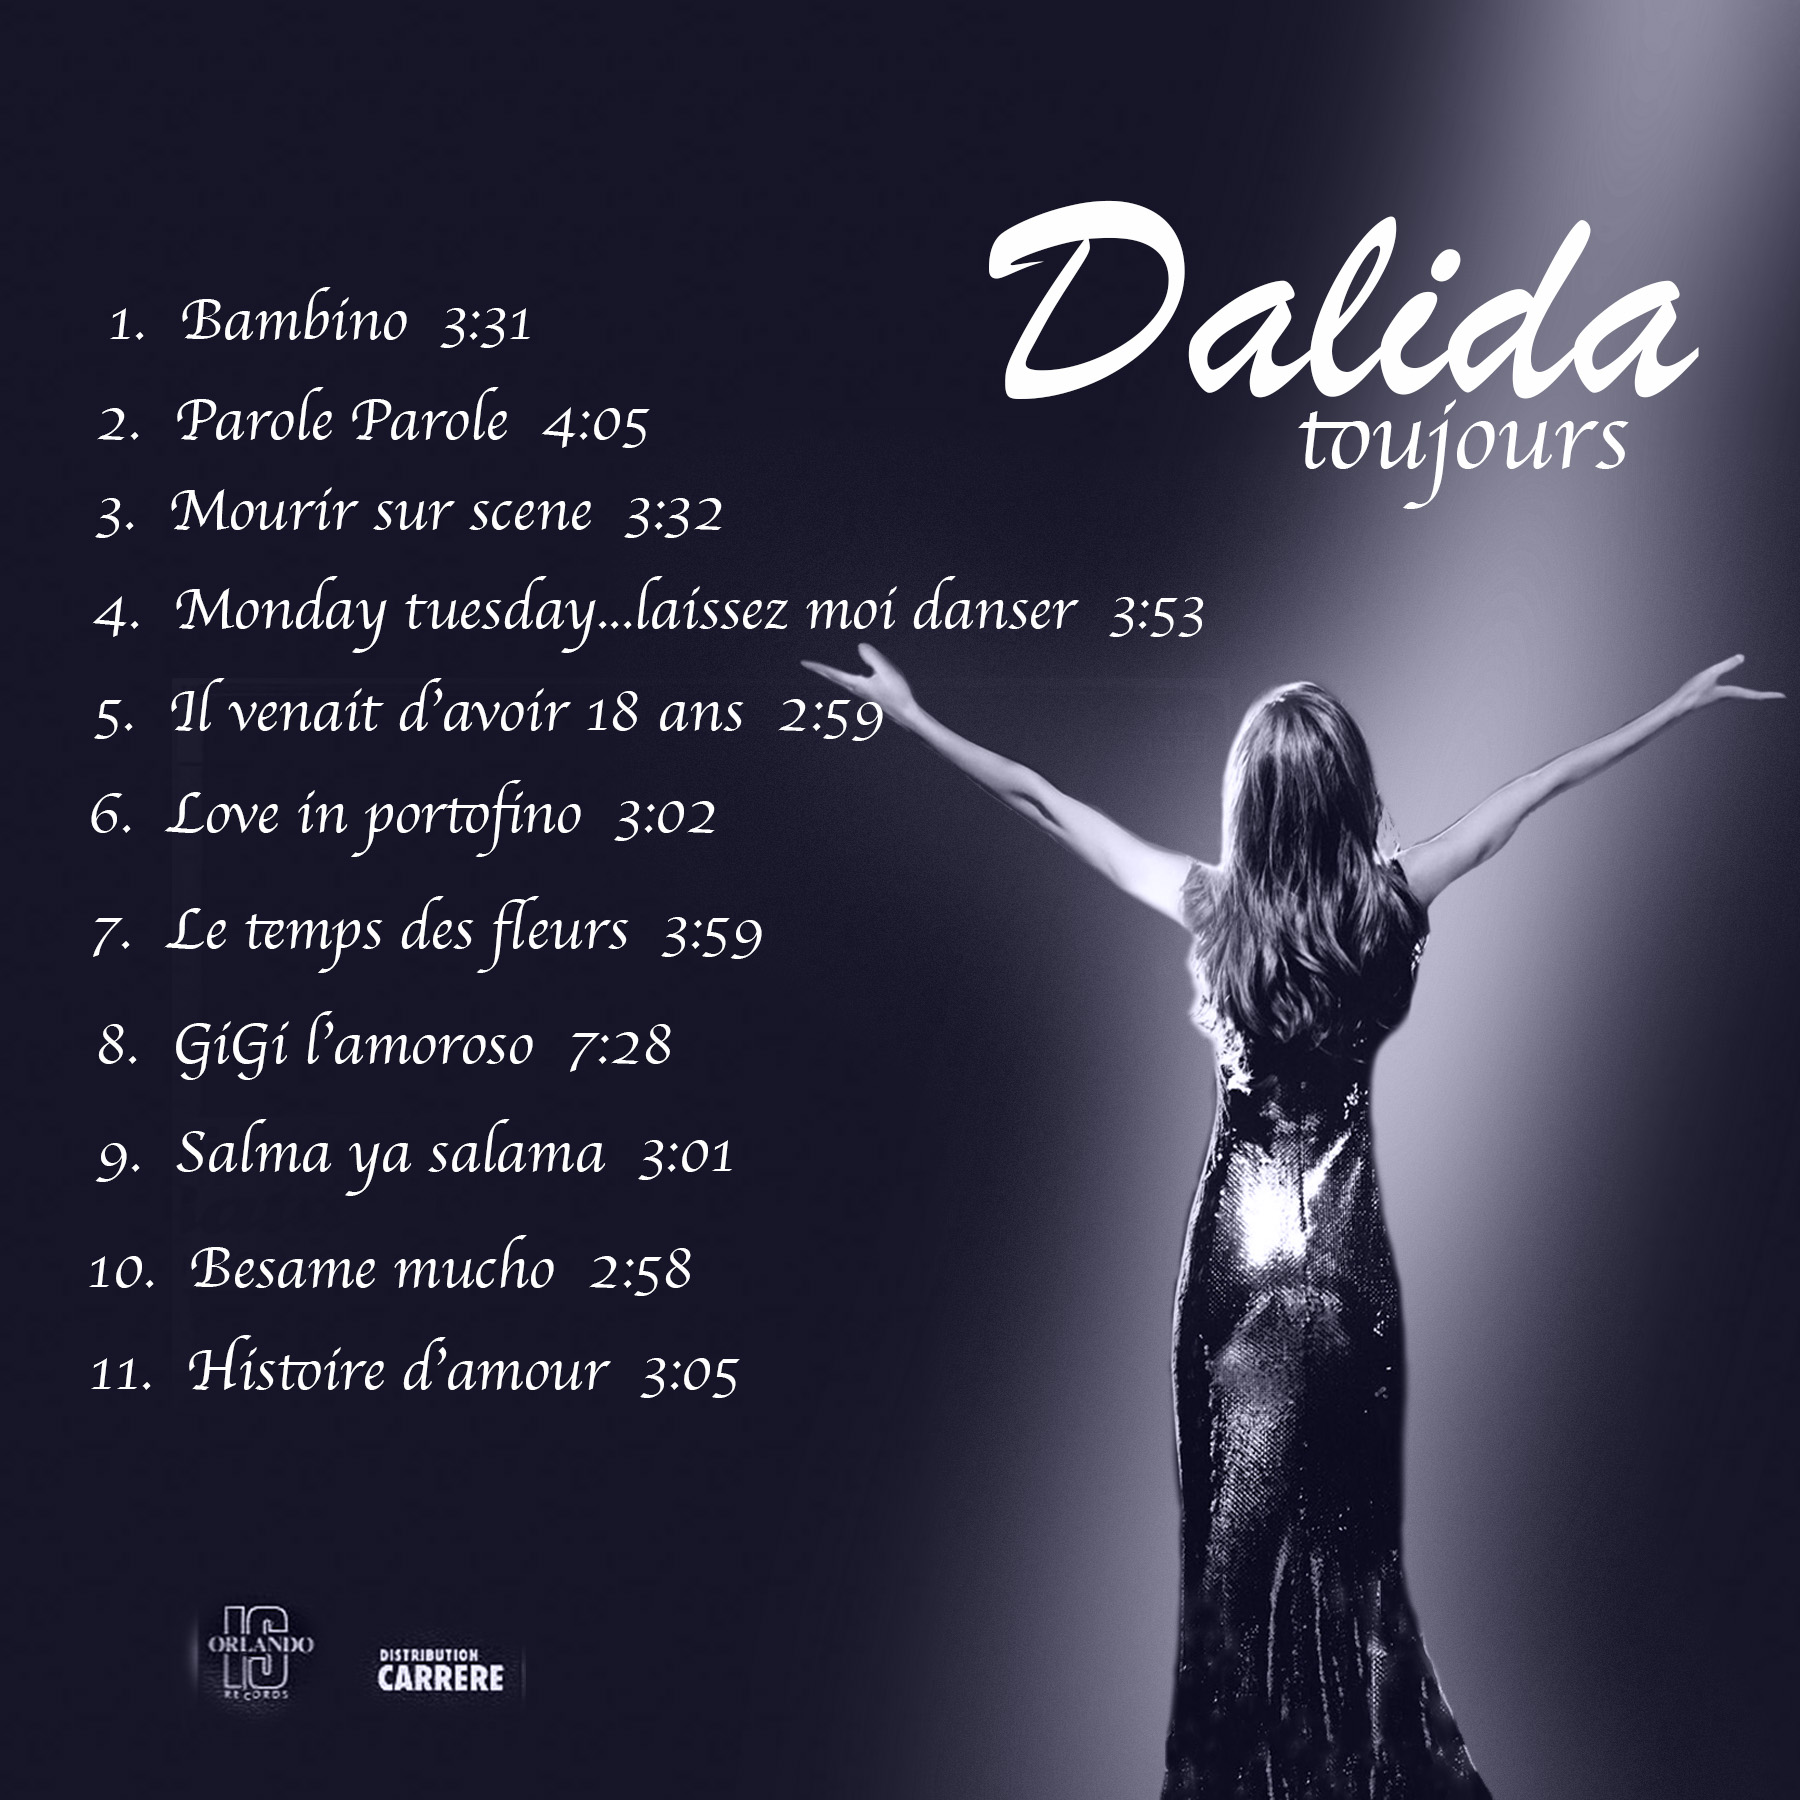 Dalida
toujours
1. Bambino 3:31
2. Parole Parole 4:05
3. Mourir sur scene 3:32
4. Monday tuesday...laissez moi danser 3:53
5. Il venait d'avoir 18 ans 2:59
6. Love in portofino 3:02
7. Le temps des fleurs 3:59
8. GiGi l'amoroso 7:28
9. Salma ya salama 3:01
10. Besame mucho 2:58
11. Histoire d'amour 3:05
IS
ORLANDO
RECORDS
DISTRIBUTION
CARRERE